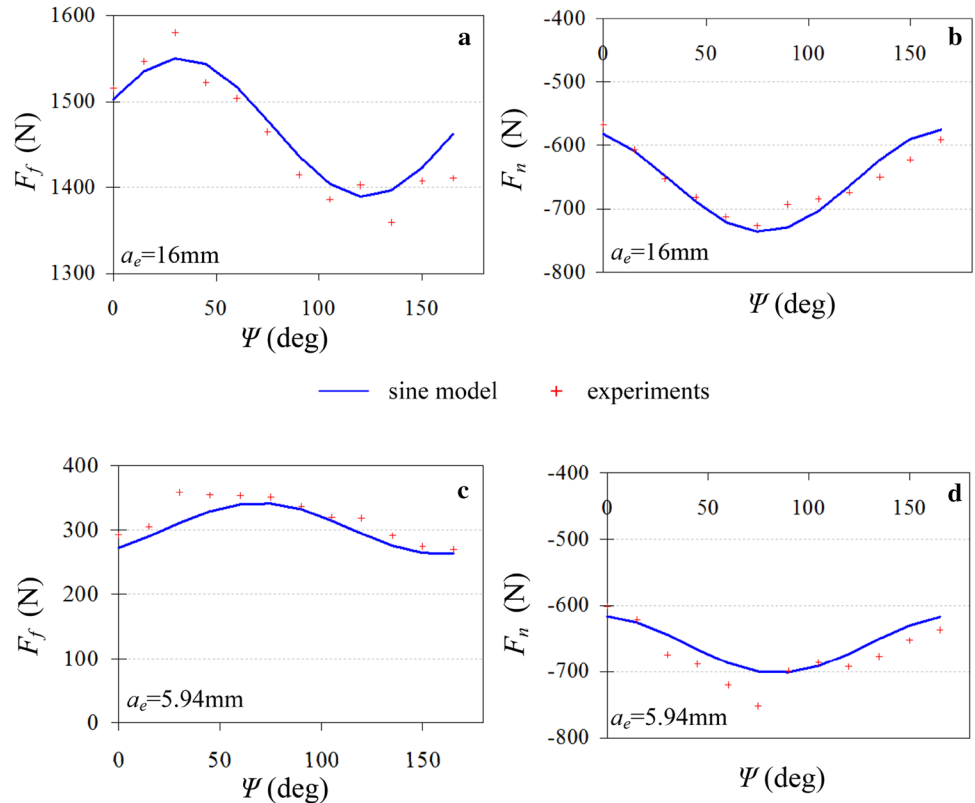 1600
1500
1400
1300
F_f (N)
a
a_e=16mm
0 50 100 150
Ψ (deg)
-400
-500
-600
-700
-800
F_n (N)
b
0 50 100 150
a_e=16mm
Ψ (deg)
sine model
experiments
400
300
200
100
0
F_f (N)
c
a_e=5.94mm
0 50 100 150
Ψ (deg)
-400
-500
-600
-700
-800
F_n (N)
d
0 50 100 150
a_e=5.94mm
Ψ (deg)